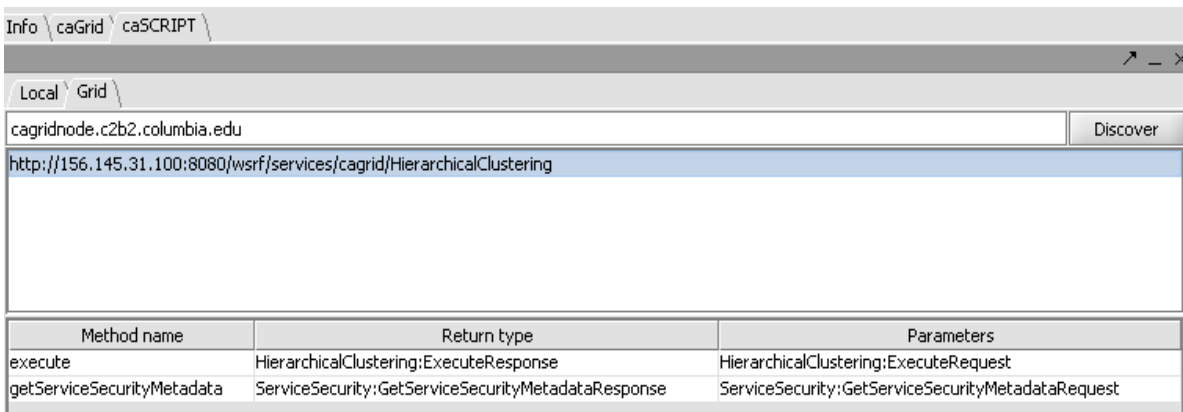 Info caGrid caSCRIPT
Local Grid
cagridnode.c2b2.columbia.edu Discover
http://156.145.31.100:8080/wsrf/services/cagrid/HierarchicalClustering
Method name Return type Parameters
execute HierarchicalClustering:ExecuteResponse HierarchicalClustering:ExecuteRequest
getServiceSecurityMetadata ServiceSecurity:GetServiceSecurityMetadataResponse ServiceSecurity:GetServiceSecurityMetadataRequest